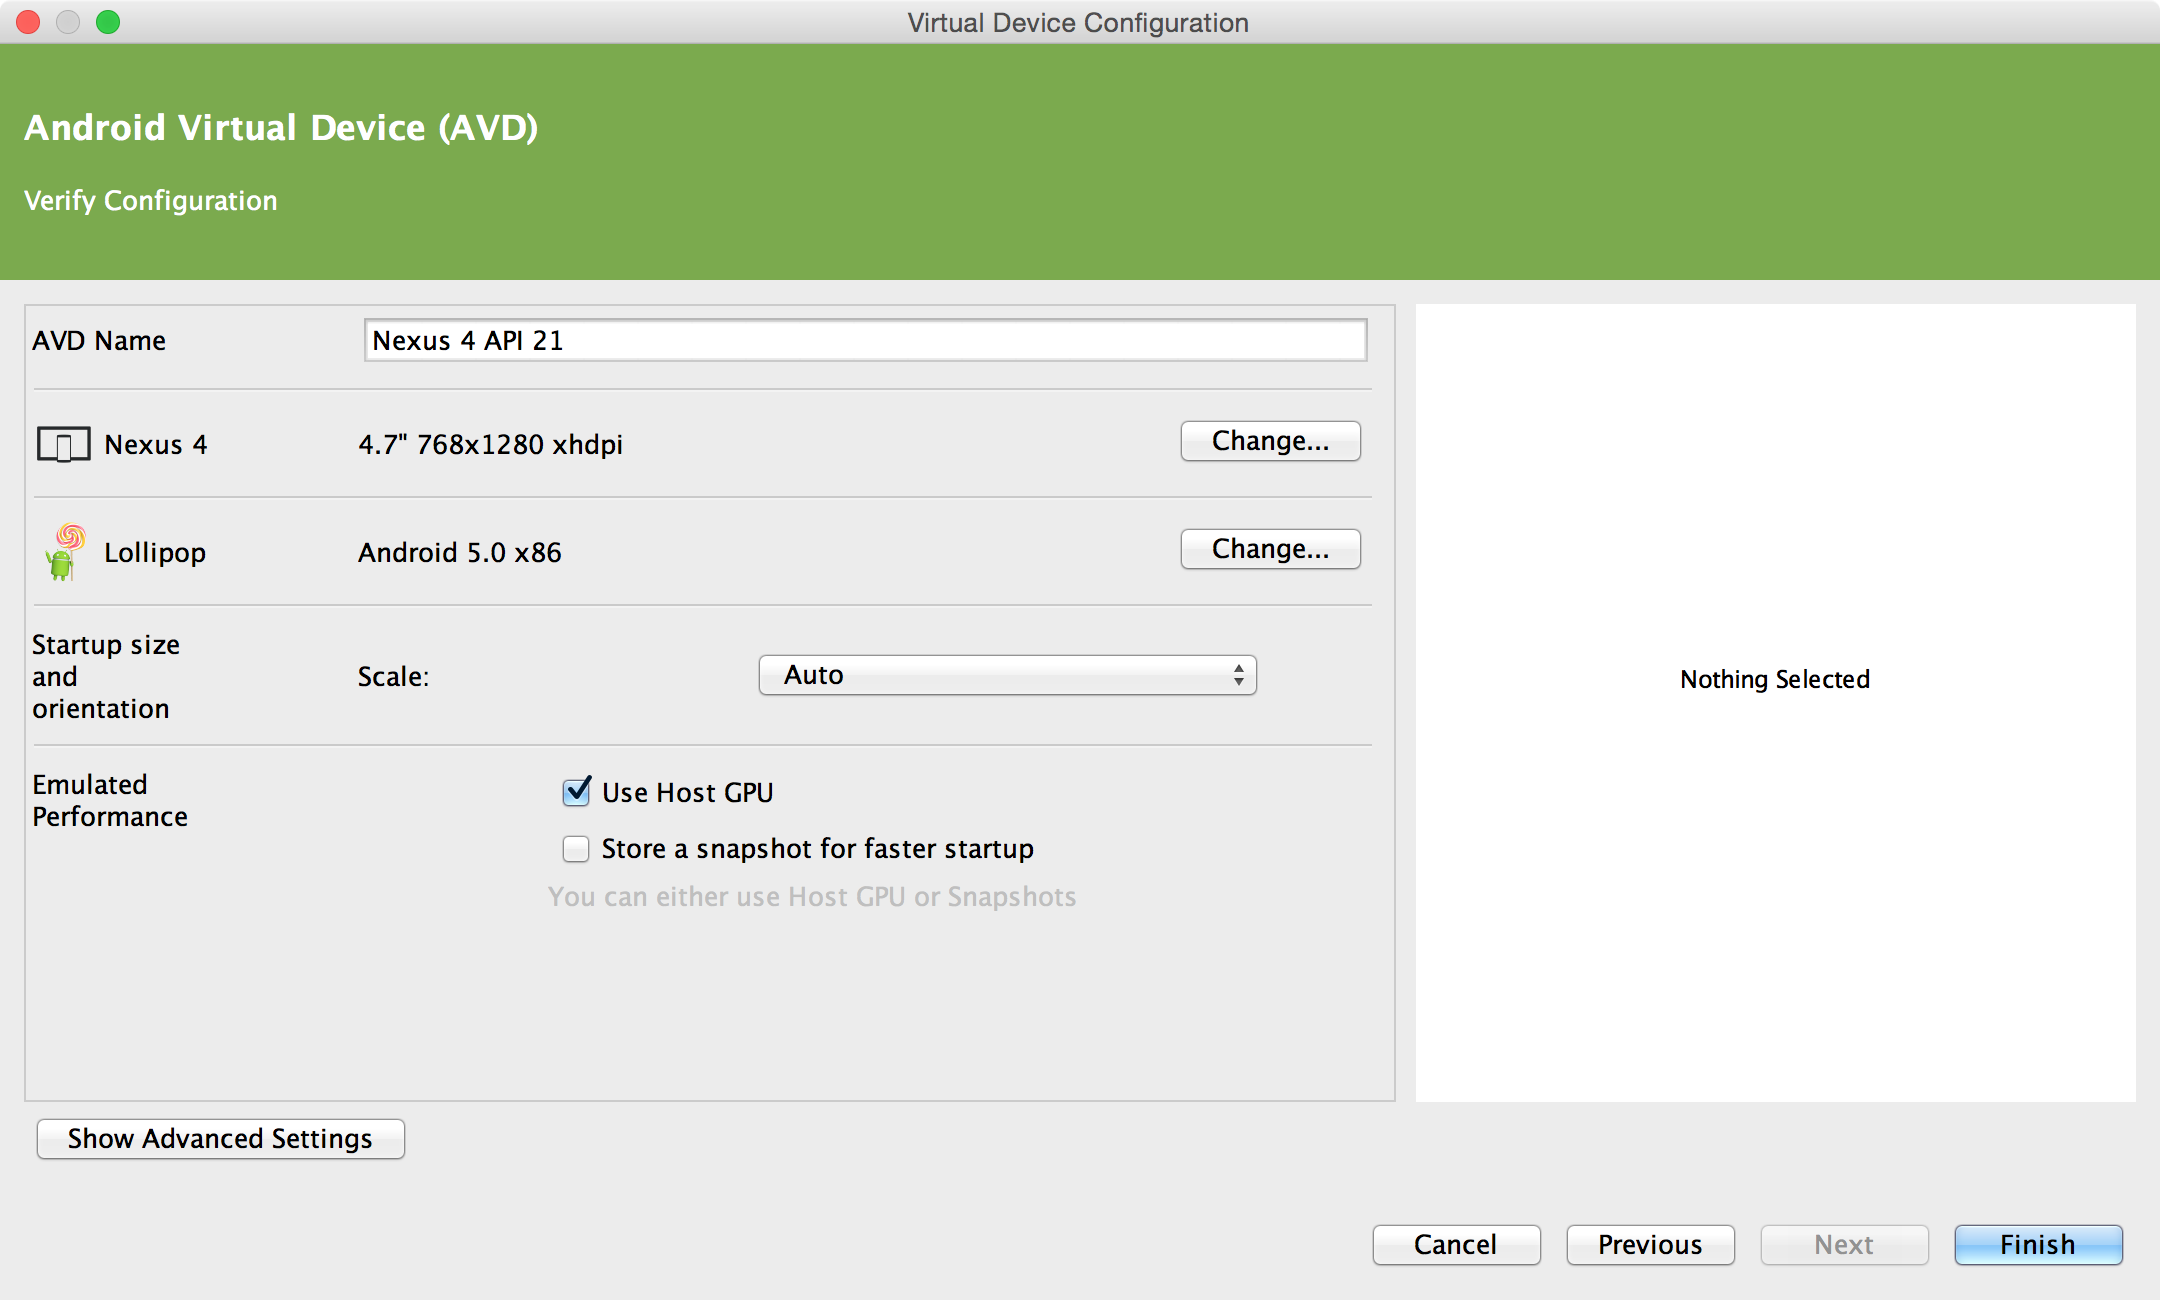 Virtual Device Configuration
Android Virtual Device (AVD)
Verify Configuration
AVD Name
Nexus 4 API 21
Nexus 4
4.7" 768x1280 xhdpi
Change...
Lollipop
Android 5.0 x86
Change...
Startup size
and
orientation
Scale:
Auto
Emulated
Performance
Use Host GPU
Store a snapshot for faster startup
You can either use Host GPU or Snapshots
Nothing Selected
Show Advanced Settings
Cancel
Previous
Next
Finish